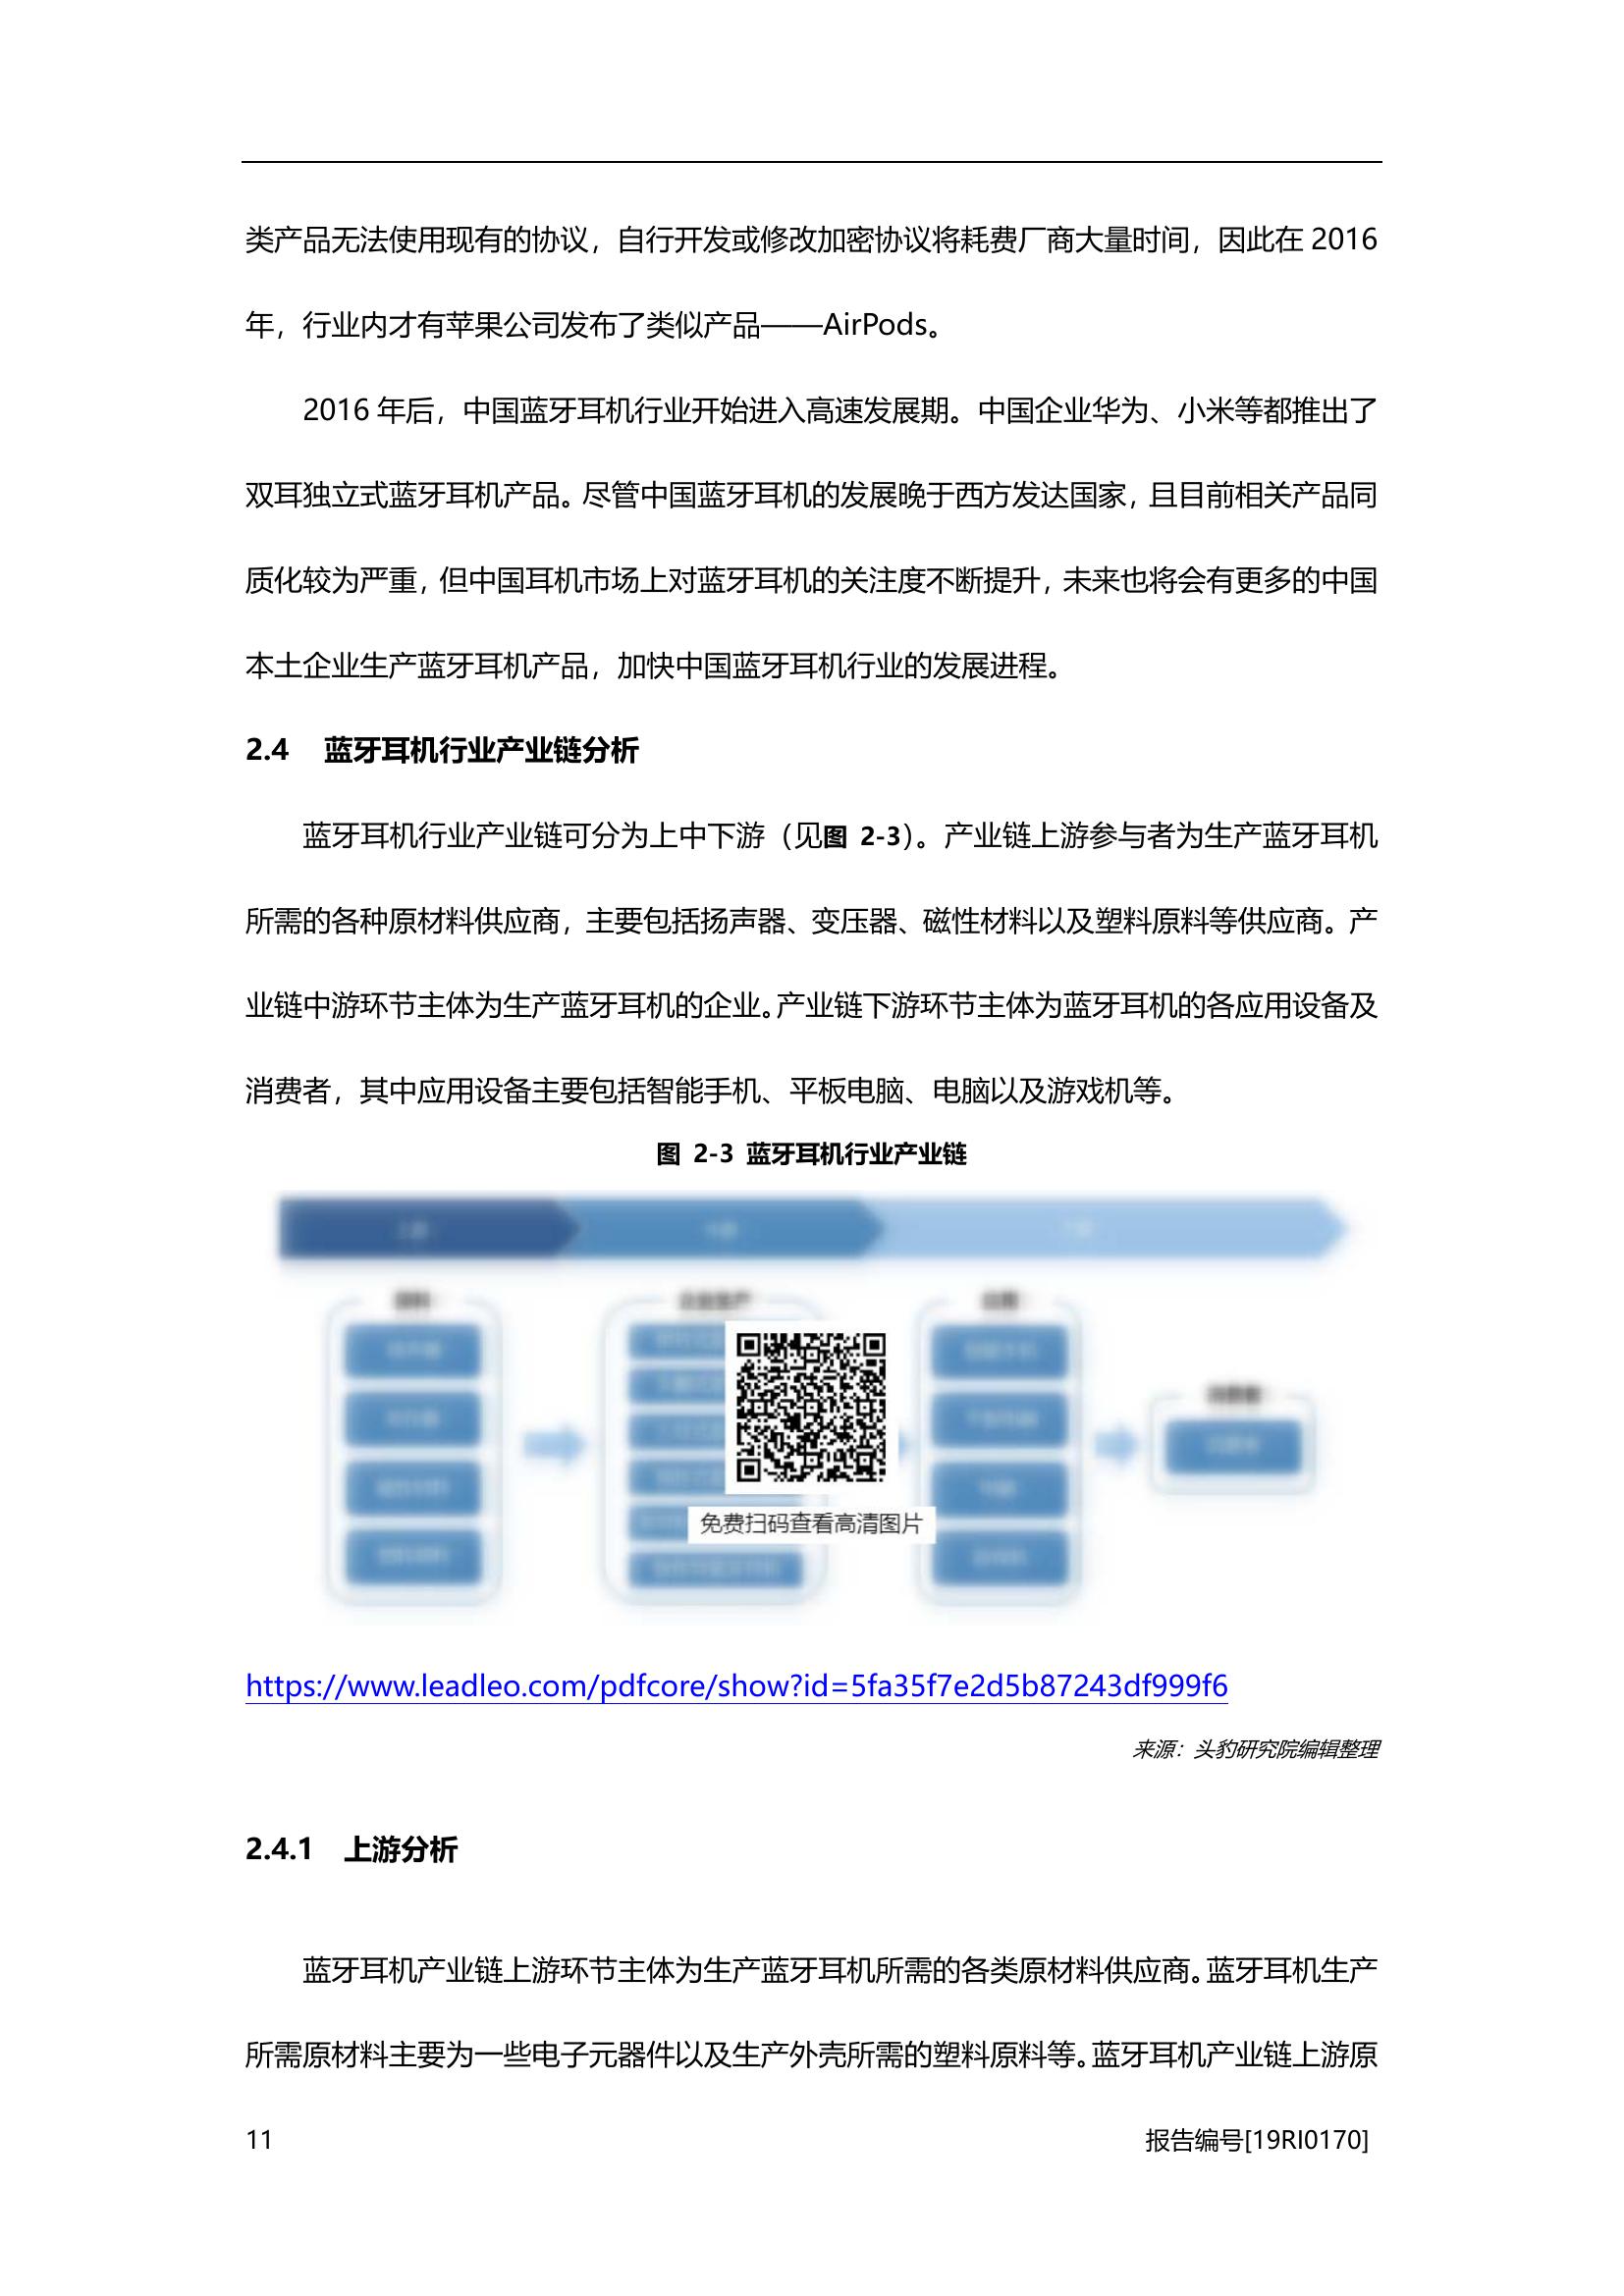 类产品无法使用现有的协议，自行开发或修改加密协议将耗费厂商大量时间，因此在 2016
年，行业内才有苹果公司发布了类似产品——AirPods。
2016 年后，中国蓝牙耳机行业开始进入高速发展期。中国企业华为、小米等都推出了
双耳独立式蓝牙耳机产品。尽管中国蓝牙耳机的发展晚于西方发达国家，且目前相关产品同
质化较为严重，但中国耳机市场上对蓝牙耳机的关注度不断提升，未来也将会有更多的中国
本土企业生产蓝牙耳机产品，加快中国蓝牙耳机行业的发展进程。
2.4 蓝牙耳机行业产业链分析
蓝牙耳机行业产业链可分为上中下游（见图 2-3）。产业链上游参与者为生产蓝牙耳机
所需的各种原材料供应商，主要包括扬声器、变压器、磁性材料以及塑料原料等供应商。产
业链中游环节主体为生产蓝牙耳机的企业。产业链下游环节主体为蓝牙耳机的各应用设备及
消费者，其中应用设备主要包括智能手机、平板电脑、电脑以及游戏机等。
图 2-3 蓝牙耳机行业产业链
免费扫码查看高清图片
https://www.leadleo.com/pdfcore/show?id=5fa35f7e2d5b87243df999f6
来源：头豹研究院编辑整理
2.4.1 上游分析
蓝牙耳机产业链上游环节主体为生产蓝牙耳机所需的各类原材料供应商。蓝牙耳机生产
所需原材料主要为一些电子元器件以及生产外壳所需的塑料原料等。蓝牙耳机产业链上游原
11 报告编号[19RI0170]